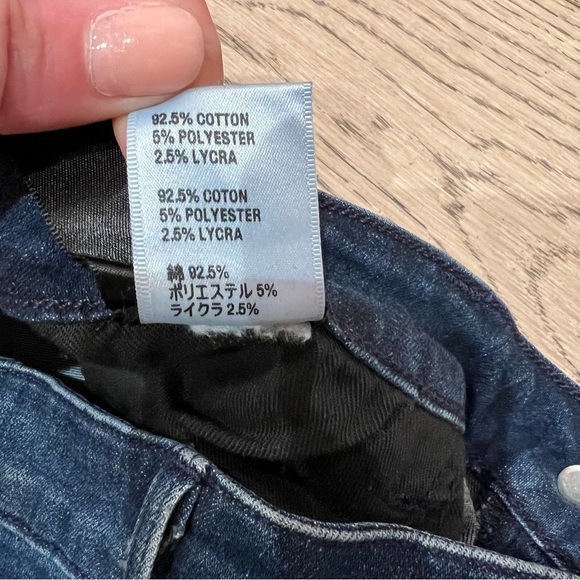 92.5% COTTON
5% POLYESTER
2.5% LYCRA
92.5% COTON
5% POLYESTER
2.5% LYCRA
綿 92.5%
ポリエステル 5%
ライクラ 2.5%